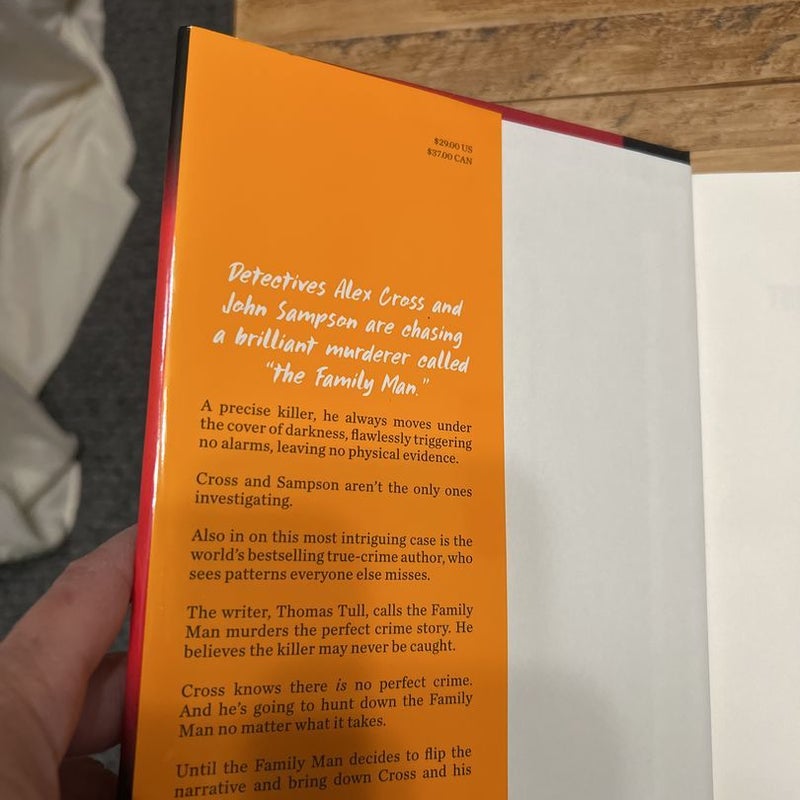 $29.00 US
$37.00 CAN
Detectives Alex Cross and
John Sampson are chasing
a brilliant murderer called
“the Family Man.”
A precise killer, he always moves under
the cover of darkness, flawlessly triggering
no alarms, leaving no physical evidence.
Cross and Sampson aren’t the only ones
investigating.
Also in on this most intriguing case is the
world’s bestselling true-crime author, who
sees patterns everyone else misses.
The writer, Thomas Tull, calls the Family
Man murders the perfect crime story. He
believes the killer may never be caught.
Cross knows there is no perfect crime.
And he’s going to hunt down the Family
Man no matter what it takes.
Until the Family Man decides to flip the
narrative and bring down Cross and his